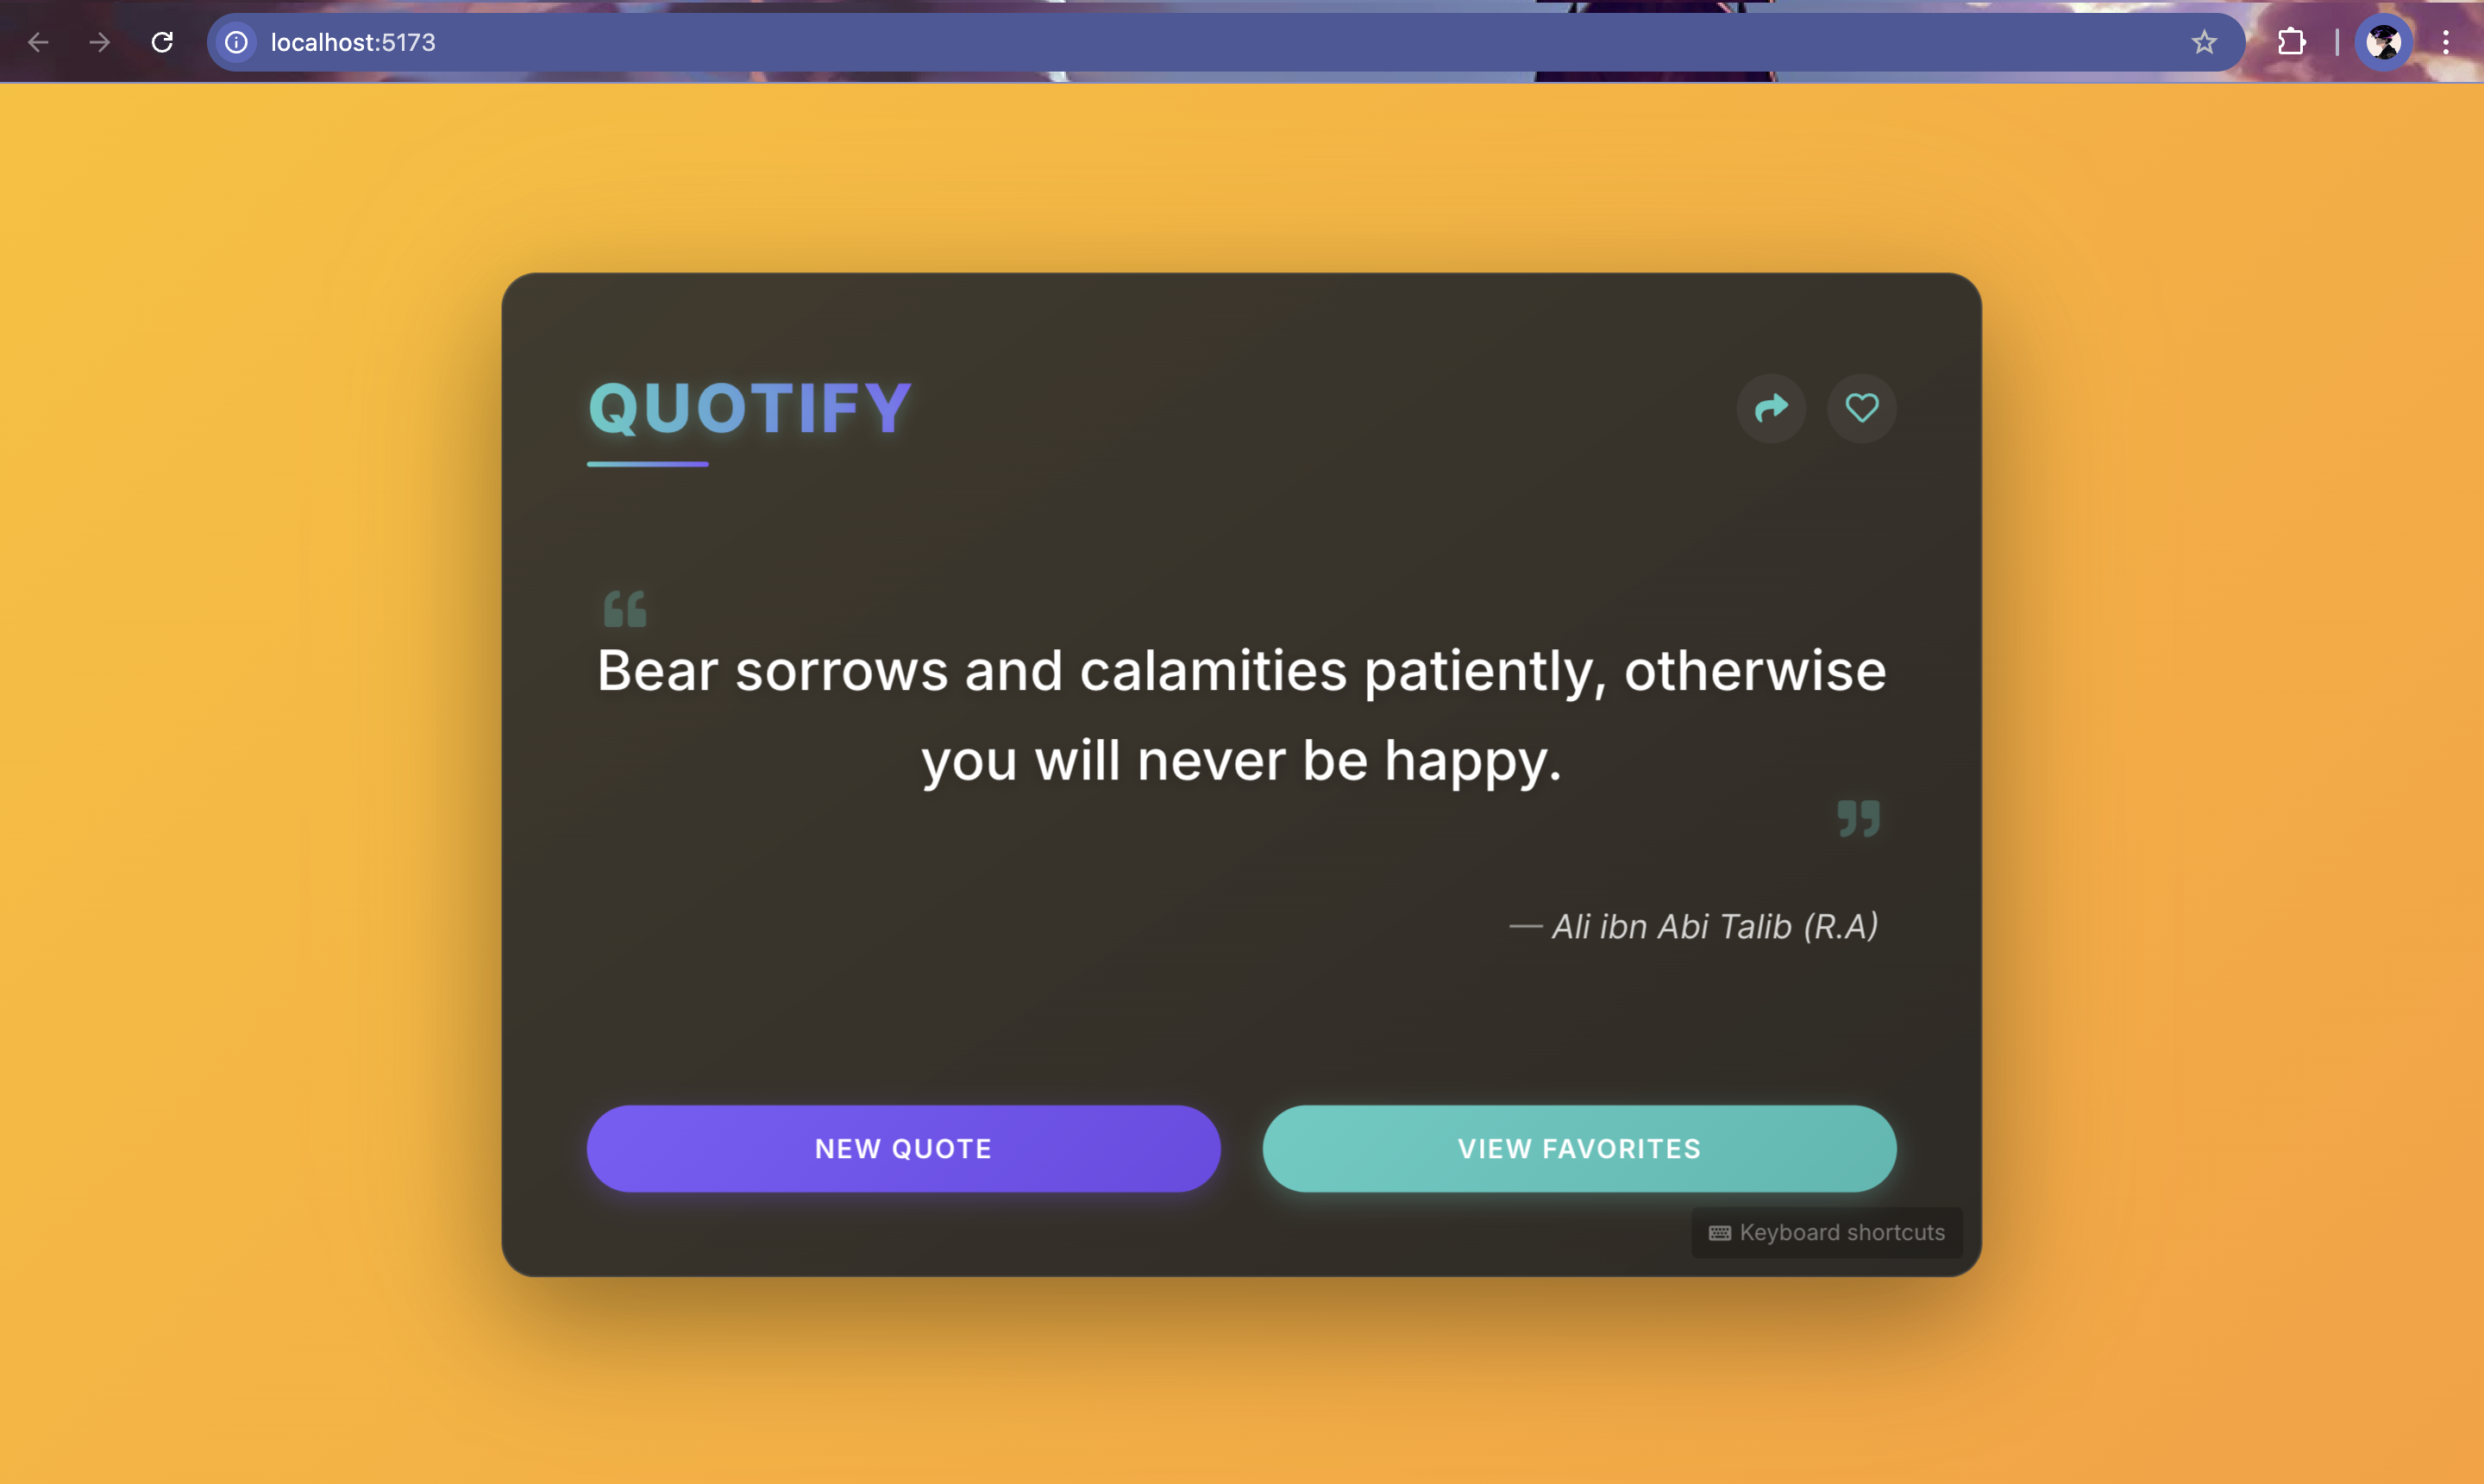 localhost:5173
QUOTIFY
“
Bear sorrows and calamities patiently, otherwise
you will never be happy.
”
— Ali ibn Abi Talib (R.A)
NEW QUOTE
VIEW FAVORITES
Keyboard shortcuts